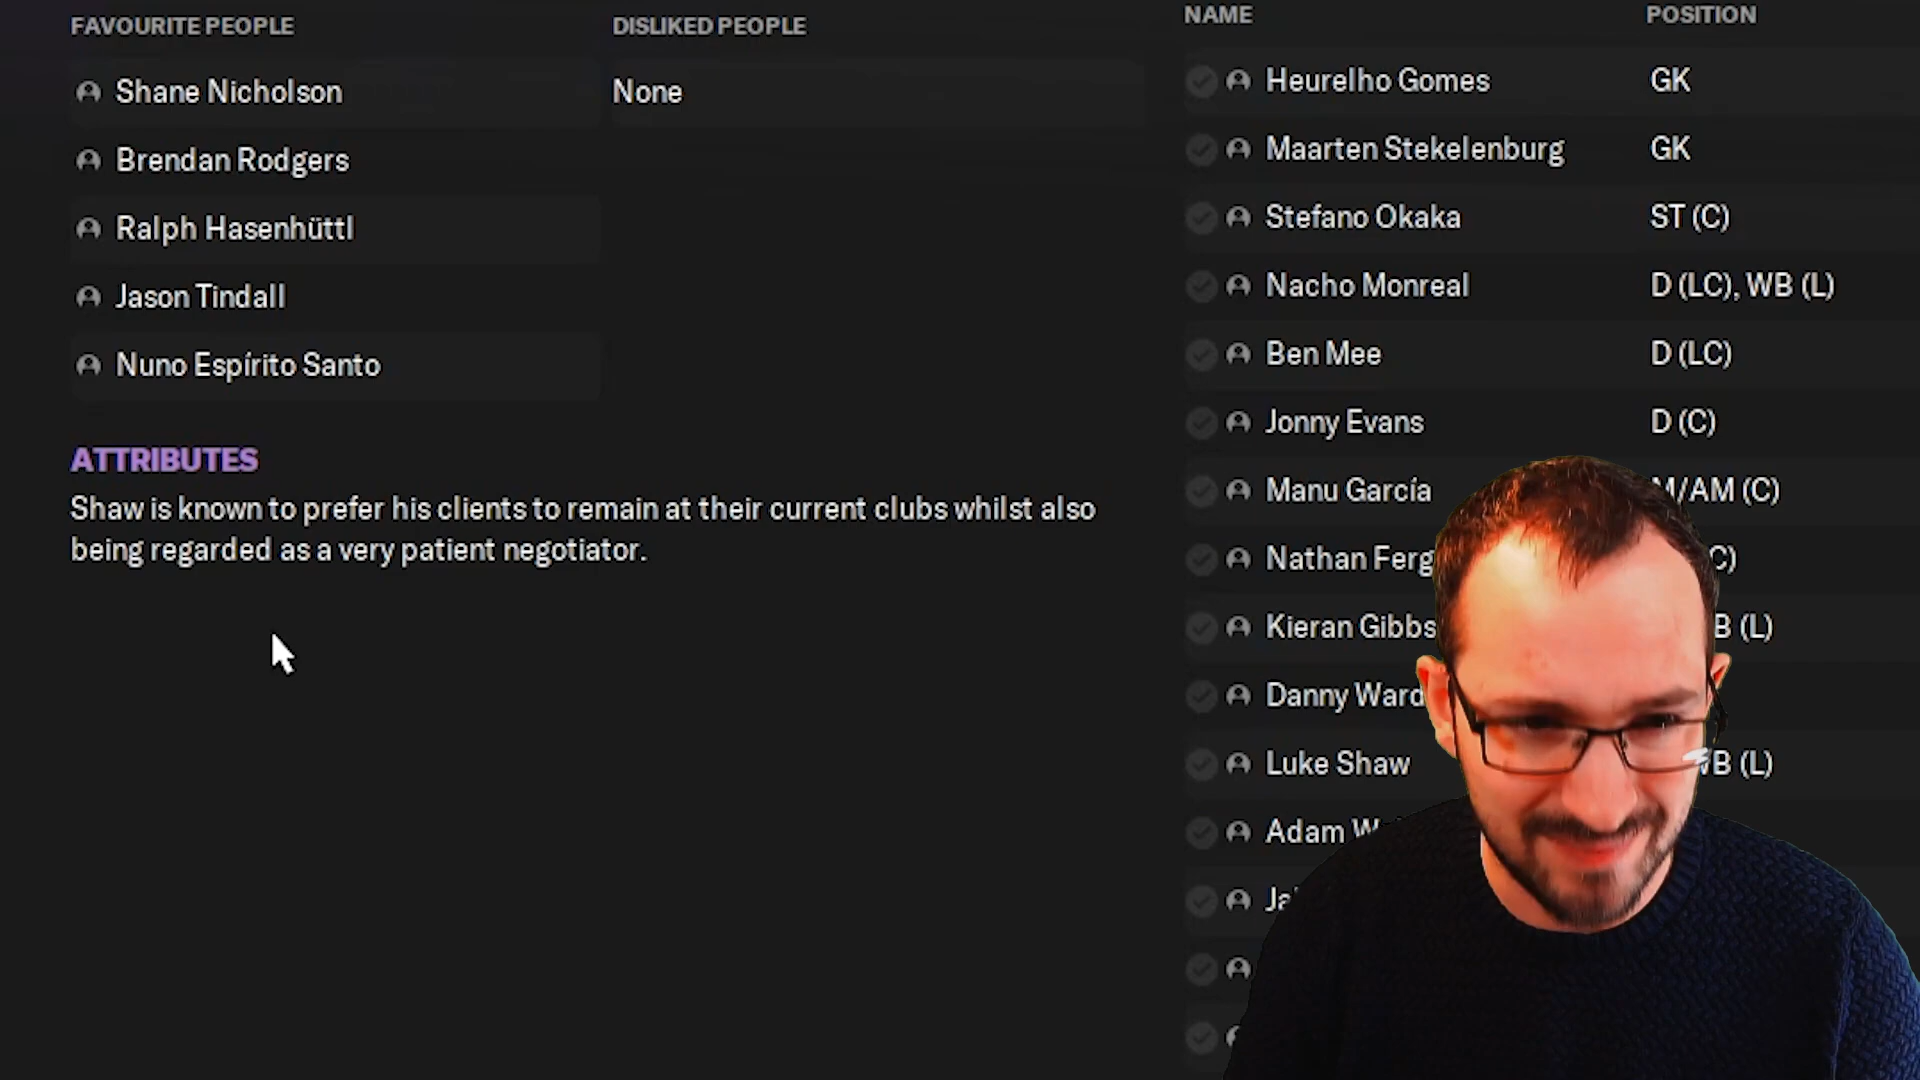 FAVOURITE PEOPLE
Shane Nicholson
Brendan Rodgers
Ralph Hasenhüttl
Jason Tindall
Nuno Espírito Santo
DISLIKED PEOPLE
None
ATTRIBUTES
Shaw is known to prefer his clients to remain at their current clubs whilst also
being regarded as a very patient negotiator.
NAME POSITION
Heurelho Gomes GK
Maarten Stekelenburg GK
Stefano Okaka ST (C)
Nacho Monreal D (LC), WB (L)
Ben Mee D (LC)
Jonny Evans D (C)
Manu García M/AM (C)
Nathan
Kieran Gibbs (L)
Danny Ward
Luke Shaw (L)
Adam